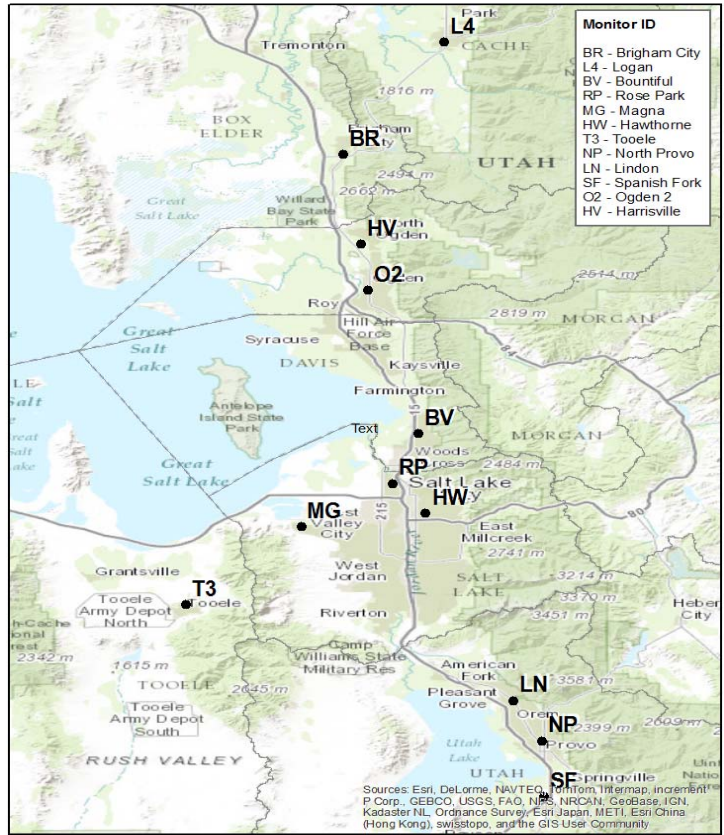 L4
Park
CACHE
Tremonton
Monitor ID
BR - Brigham City
L4 - Logan
BV - Bountiful
RP - Rose Park
MG - Magna
HW - Hawthorne
T3 - Tooele
NP - North Provo
LN - Lindon
SF - Spanish Fork
O2 - Ogden 2
HV - Harrisville
1816 m
BOX
ELDER
BR
UTAH
2494 m
2662 m
Great
Salt Lake
Willard
Bay State
Park
HV
North
Ogden
O2
2514 m
Roy
Hill Air
Force
Base
2819 m
MORGAN
Syracuse
84
Great
Salt
Lake
DAVIS
Kaysville
Farmington
15
Antelope
Island State
Park
Text
BV
MORGAN
Woods
Cross
2484 m
Great
Salt Lake
RP
Salt Lake
City
HW
MG
215
80
Valley
City
East
Millcreek
2741 m
Jordan River
West
Jordan
Grantsville
SALT
LAKE
3214 m
3370 m
3451 m
T3
Tooele
Tooele
Army Depot
North
Riverton
Heber
City
2342 m
1615 m
Camp
Williams State
Military Res
TOOELE
2645 m
American
Fork
3581 m
Pleasant
Grove
LN
Tooele
Army Depot
South
Orem
NP
2399 m
2609 m
Provo
RUSH VALLEY
Utah
Lake
UTAH
SF
Springville
Sources: Esri, DeLorme, NAVTEQ, TomTom, Intermap, increment
P Corp., GEBCO, USGS, FAO, NPS, NRCAN, GeoBase, IGN,
Kadaster NL, Ordnance Survey, Esri Japan, METI, Esri China
(Hong Kong), swisstopo, and the GIS User Community